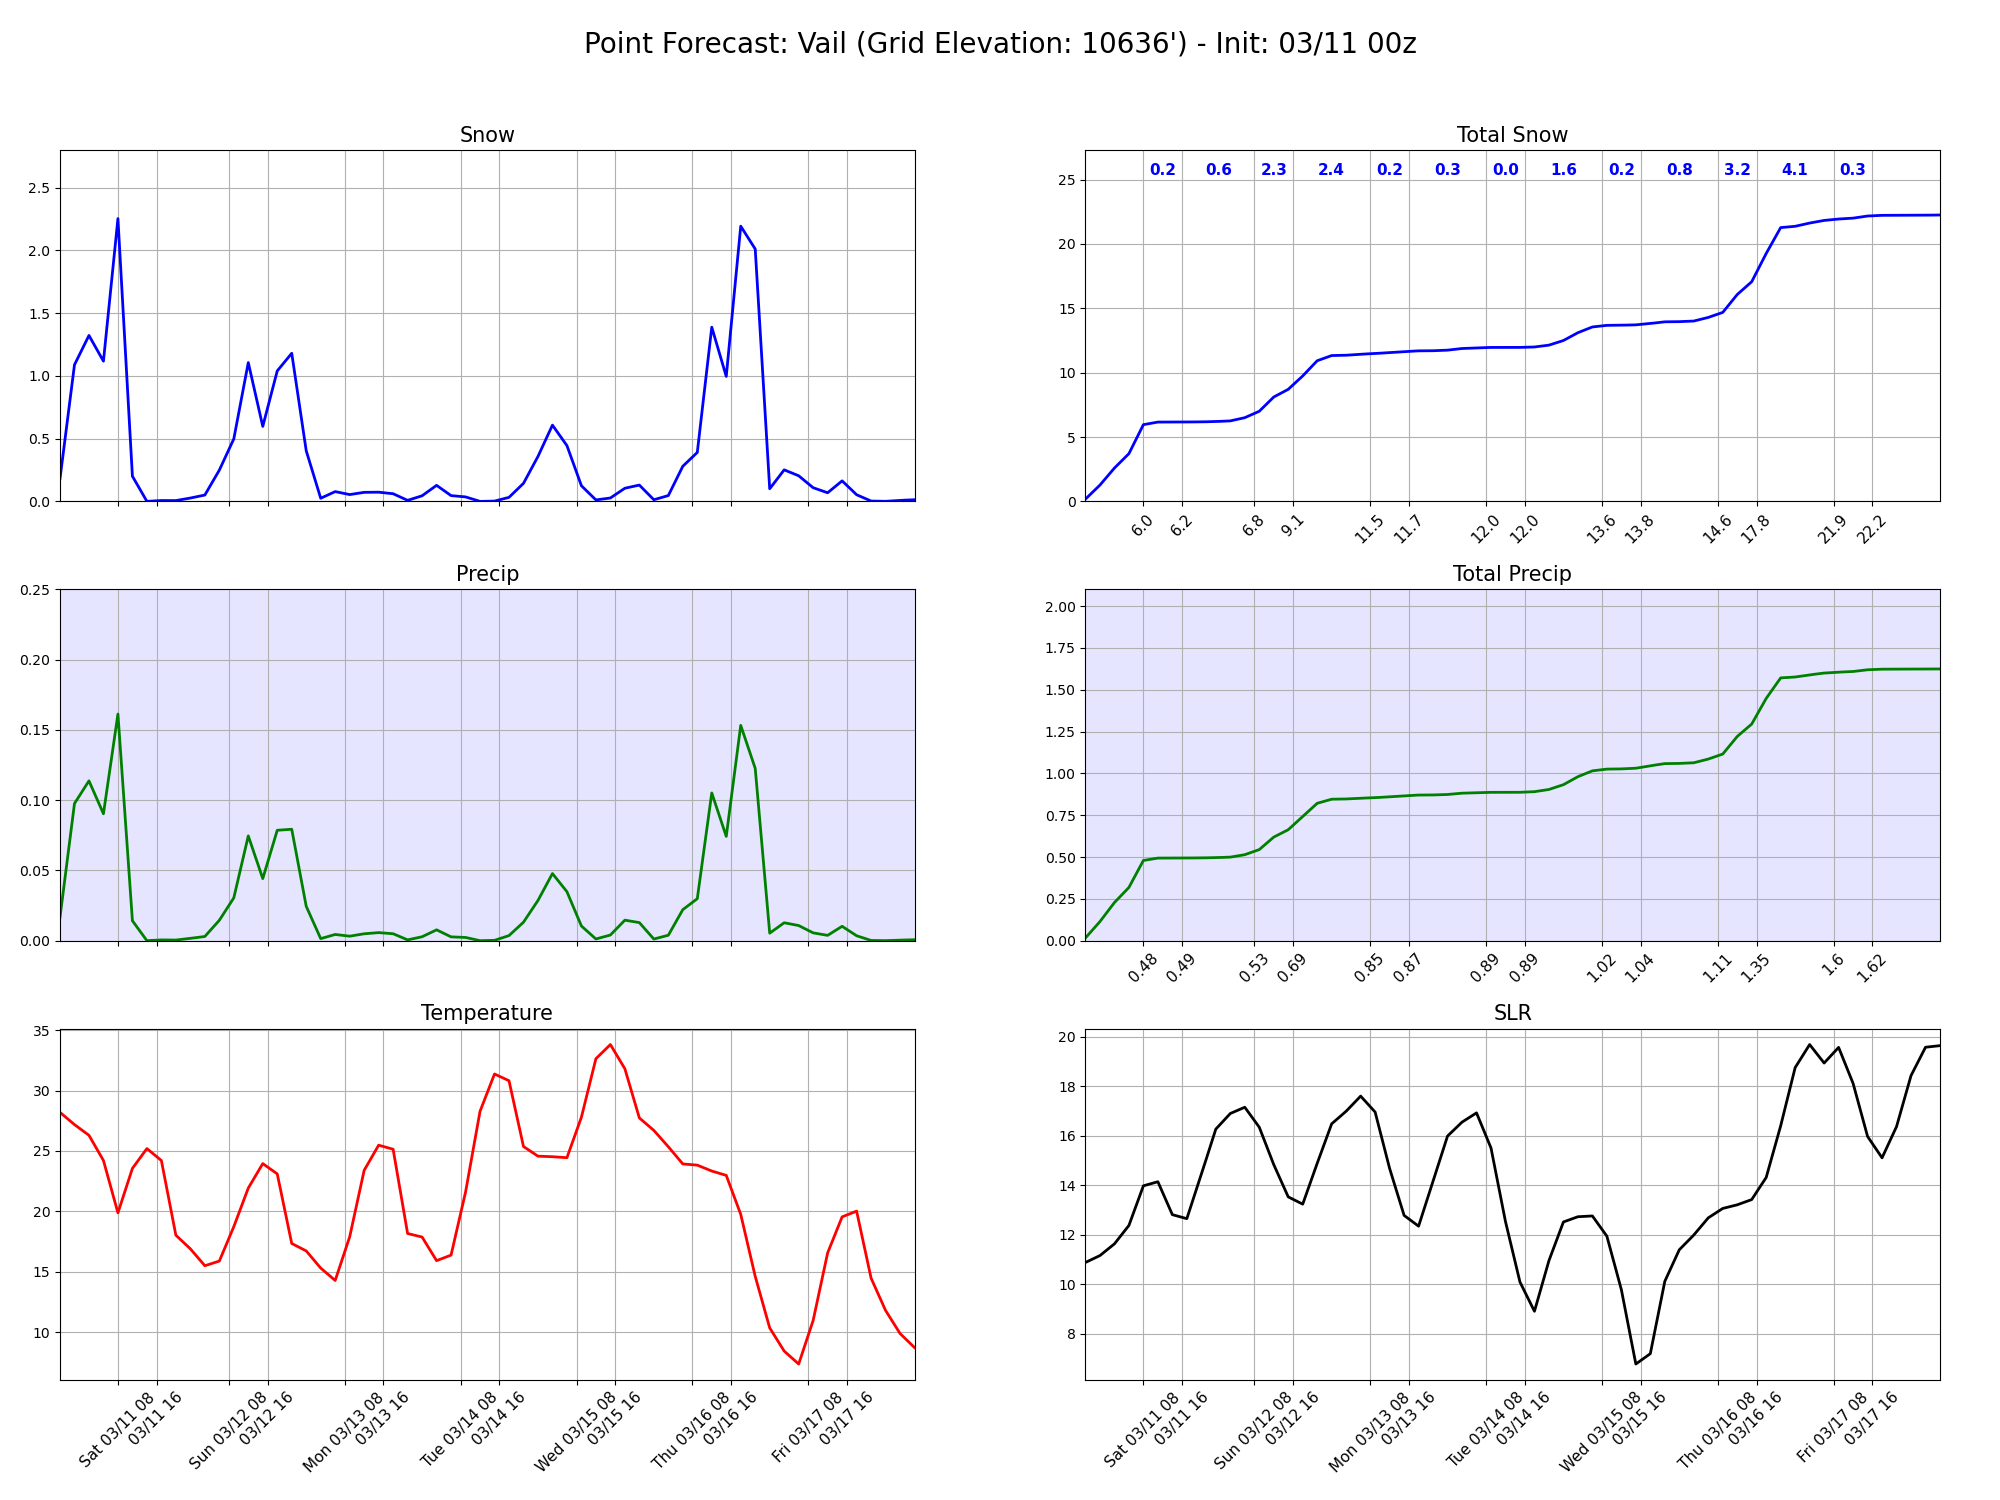 Point Forecast: Vail (Grid Elevation: 10636') - Init: 03/11 00z
Snow
2.5
2.0
1.5
1.0
0.5
0.0
Total Snow
0.2 0.6 2.3 2.4 0.2 0.3 0.0 1.6 0.2 0.8 3.2 4.1 0.3
25
20
15
10
5
0
6.0 6.2 6.8 9.1 11.5 11.7 12.0 12.0 13.6 13.8 14.6 17.8 21.9 22.2
Precip
0.25
0.20
0.15
0.10
0.05
0.00
Total Precip
2.00
1.75
1.50
1.25
1.00
0.75
0.50
0.25
0.00
0.48 0.49 0.53 0.69 0.85 0.87 0.89 0.89 1.02 1.04 1.11 1.35 1.6 1.62
Temperature
35
30
25
20
15
10
Sat 03/11 08
03/11 16
Sun 03/12 08
03/12 16
Mon 03/13 08
03/13 16
Tue 03/14 08
03/14 16
Wed 03/15 08
03/15 16
Thu 03/16 08
03/16 16
Fri 03/17 08
03/17 16
SLR
20
18
16
14
12
10
8
Sat 03/11 08
03/11 16
Sun 03/12 08
03/12 16
Mon 03/13 08
03/13 16
Tue 03/14 08
03/14 16
Wed 03/15 08
03/15 16
Thu 03/16 08
03/16 16
Fri 03/17 08
03/17 16